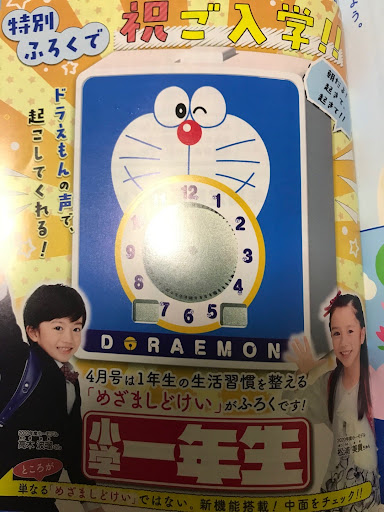 よう。
特別
ふろくで
祝ご入学!!
ドラえもんの声で、
起こしてくれる!
起きて!!
12
1
2
3
4
5
6
7
8
9
10
11
DORAEMON
4月号は1年生の生活習慣を整える
「めざましどけい」がふろくです!
小学一年生
ところが
単なる「めざましどけい」ではない。新機能搭載!中面をチェック!!